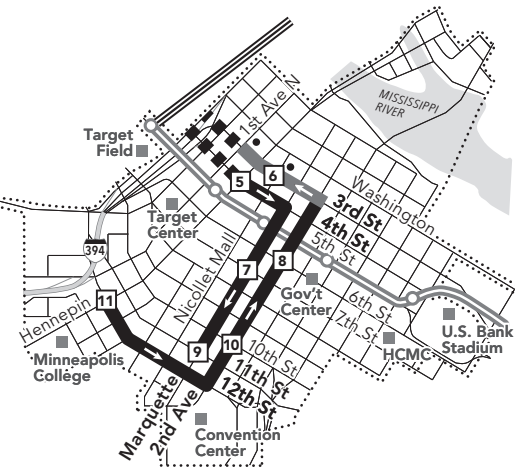 1st Ave N
MISSISSIPPI
RIVER
Target
Field
6
5
Washington
3rd St
4th St
5th St
Target
Center
394
Nicollet Mall
8
7
Gov't
Center
6th St
7th St
11
Hennepin
U.S. Bank
Stadium
HCMC
Minneapolis
College
9
10
10th St
11th St
12th St
Marquette
2nd Ave
Convention
Center